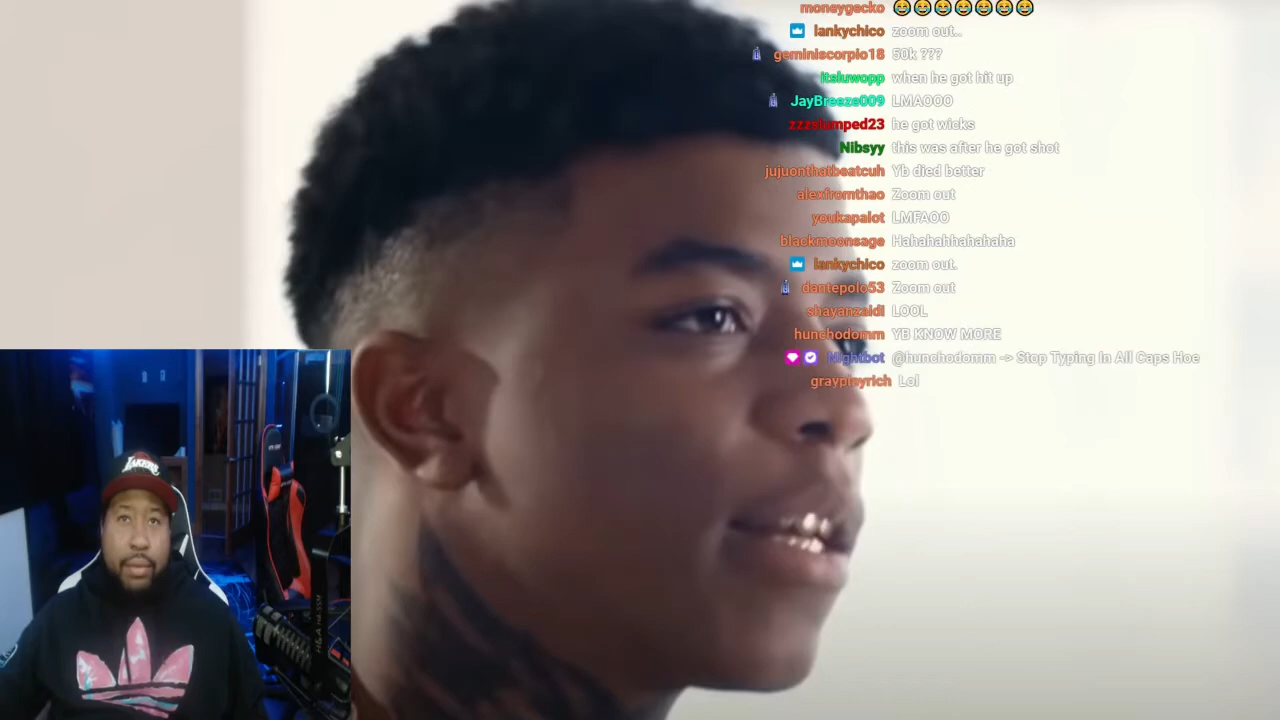 moneygecko 😂😂😂😂😂😂😂
lankychico zoom out..
geminiscorpio18 50k ???
itsluwopp when he got hit up
JayBreeze009 LMAOOO
zzzslumped23 he got wicks
Nibsyy this was after he got shot
jujuonthatbeatcuh Yb died better
alexfromthao Zoom out
youkapalot LMFAOO
blackmoonsage Hahahahhahahaha
lankychico zoom out.
dantepolo53 Zoom out
shayanzaidi LOOL
hunchodomm YB KNOW MORE
Nightbot @hunchodomm -> Stop Typing In All Caps Hoe
Lol
LAKERS